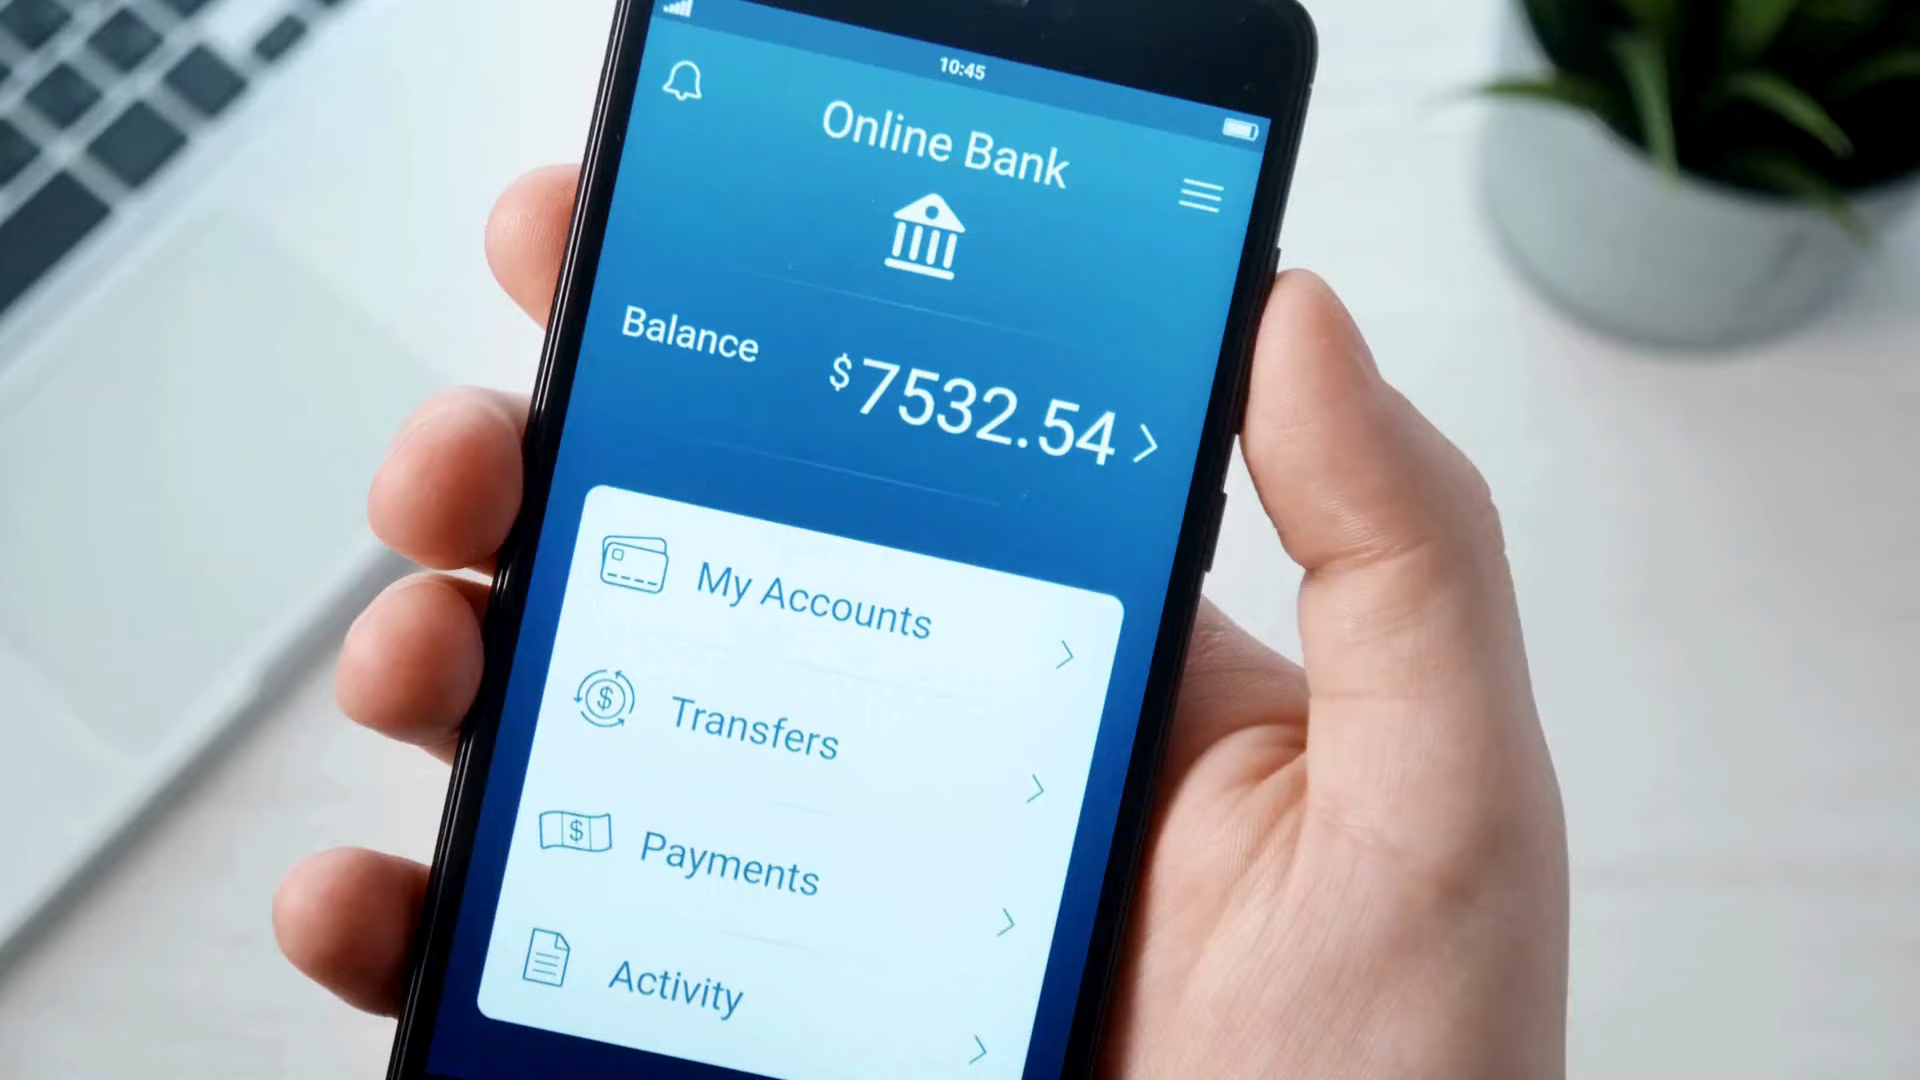 10:45
Online Bank
Balance
$7532.54
My Accounts
Transfers
Payments
Activity